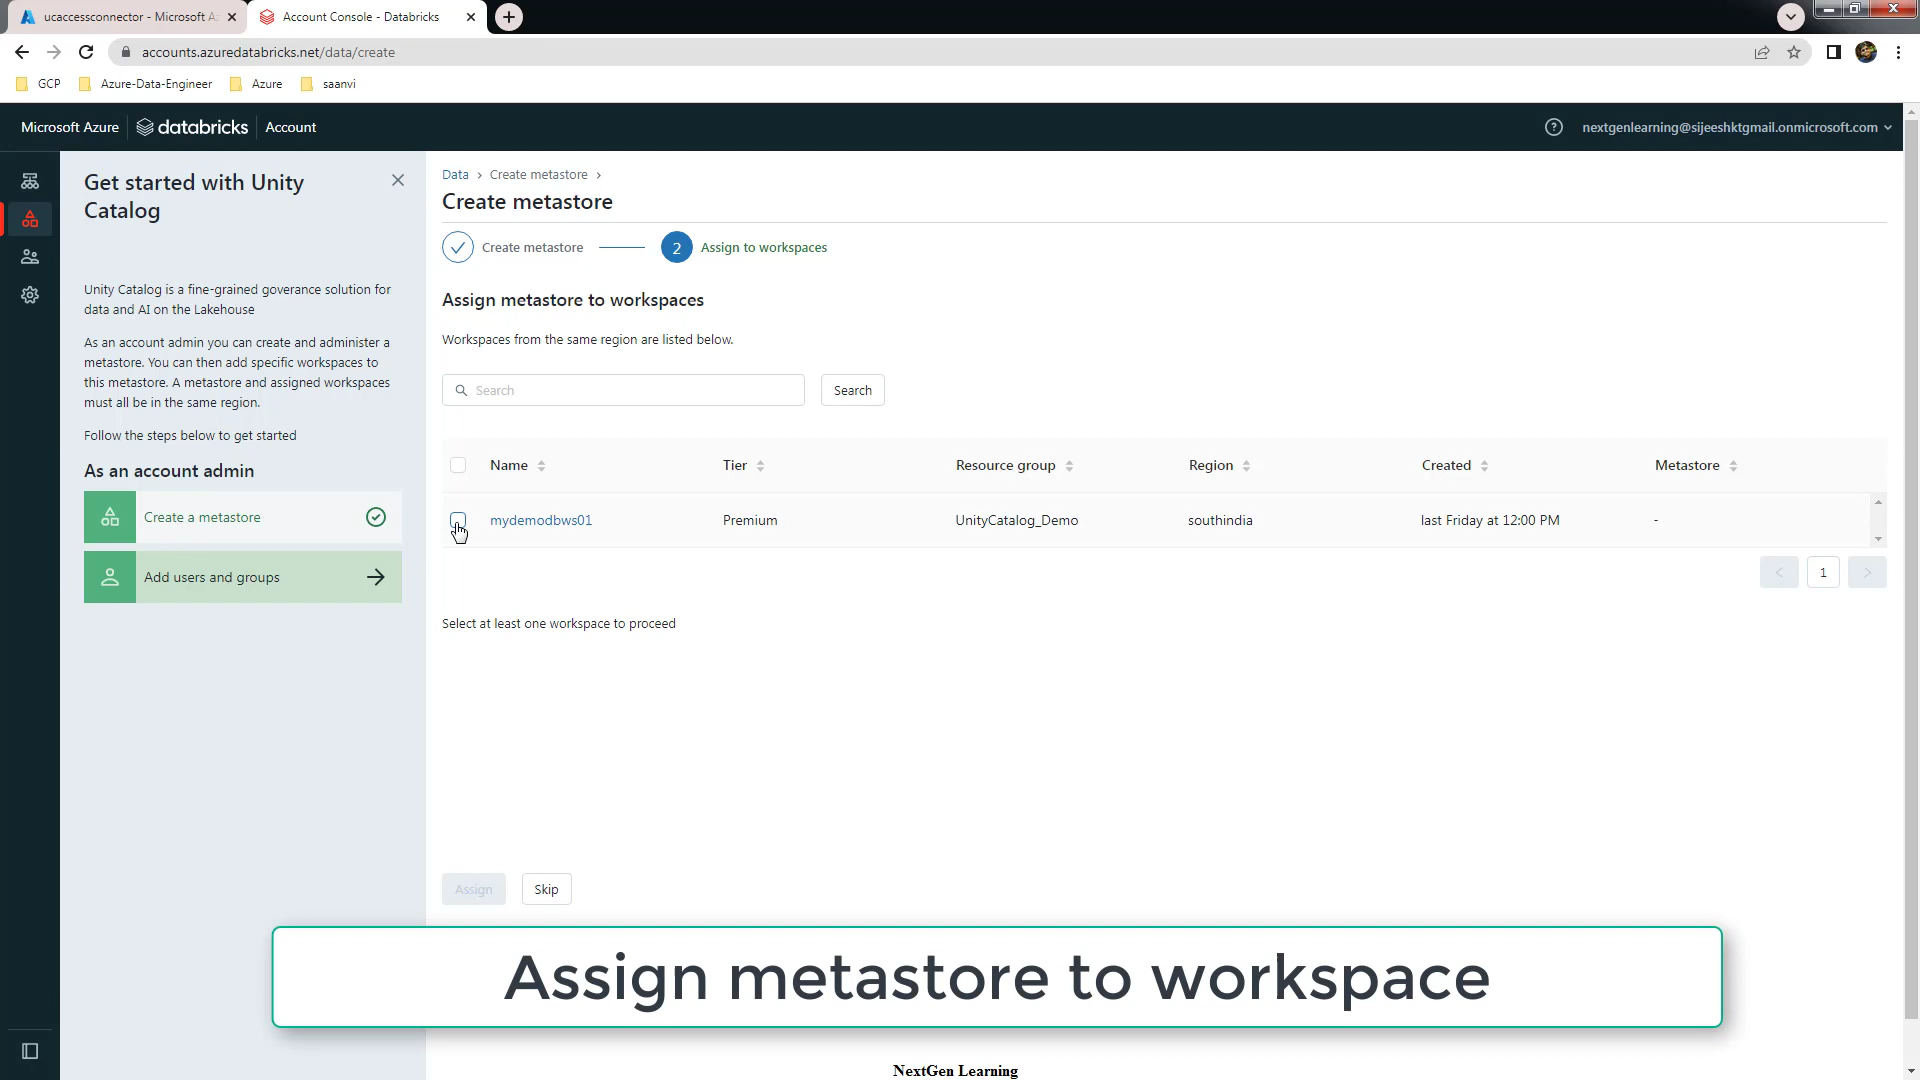 ucaccessconnector - Microsoft A
Account Console - Databricks
accounts.azuredatabricks.net/data/create
GCP
Azure-Data-Engineer
Azure
saanvi
Microsoft Azure
databricks
Account
nextgenlearning@sijeeshktgmail.onmicrosoft.com
Get started with Unity
Catalog
Unity Catalog is a fine-grained goverance solution for
data and AI on the Lakehouse
As an account admin you can create and administer a
metastore. You can then add specific workspaces to
this metastore. A metastore and assigned workspaces
must all be in the same region.
Follow the steps below to get started
As an account admin
Create a metastore
Add users and groups
Data > Create metastore >
Create metastore
Create metastore
2 Assign to workspaces
Assign metastore to workspaces
Workspaces from the same region are listed below.
Search
Search
Name Tier Resource group Region Created Metastore
mydemodbws01 Premium UnityCatalog_Demo southindia last Friday at 12:00 PM -
< 1 >
Select at least one workspace to proceed
Assign
Skip
Assign metastore to workspace
NextGen Learning